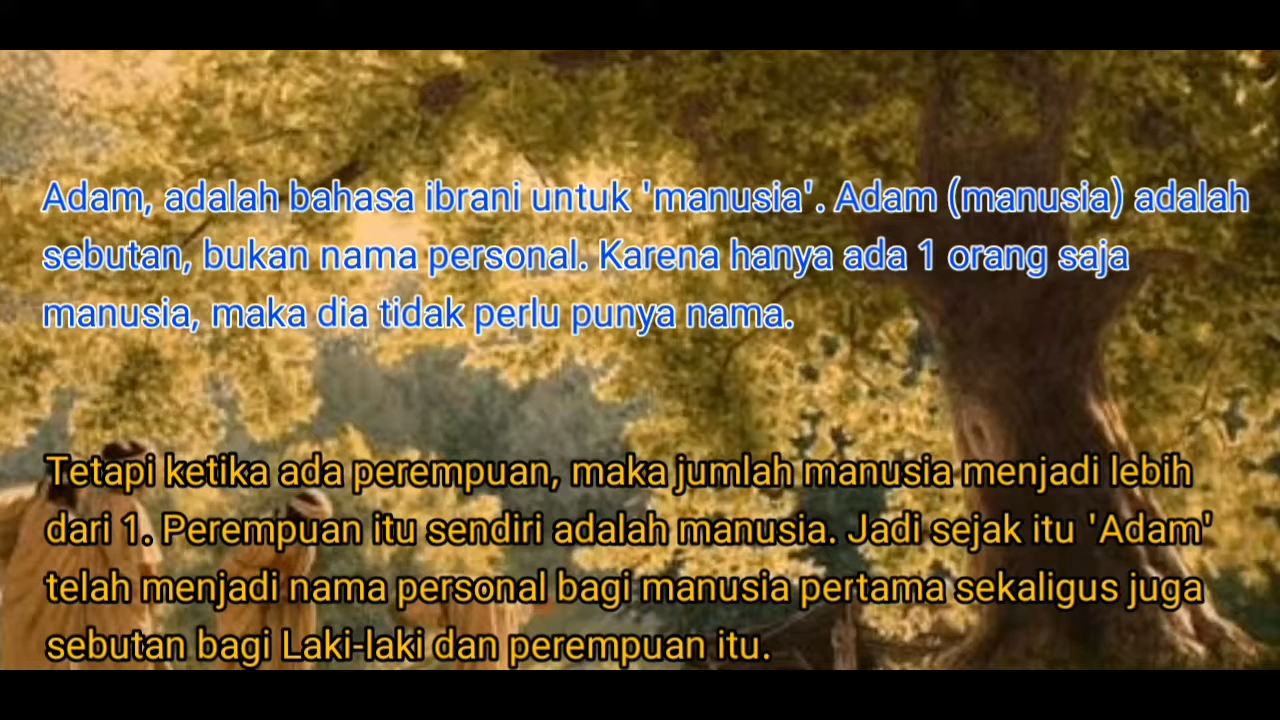 Adam, adalah bahasa ibrani untuk 'manusia'. Adam (manusia) adalah
sebutan, bukan nama personal. Karena hanya ada 1 orang saja
manusia, maka dia tidak perlu punya nama.
Tetapi ketika ada perempuan, maka jumlah manusia menjadi lebih
dari 1. Perempuan itu sendiri adalah manusia. Jadi sejak itu 'Adam'
telah menjadi nama personal bagi manusia pertama sekaligus juga
sebutan bagi Laki-laki dan perempuan itu.